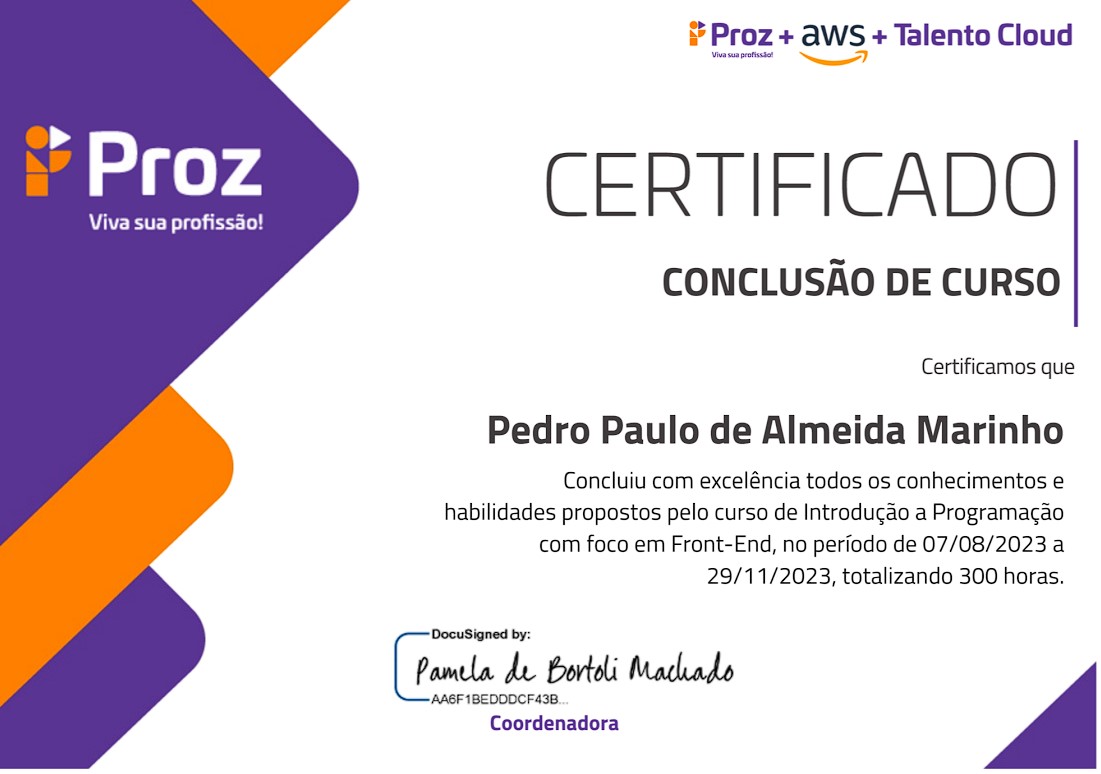 Proz + aws + Talento Cloud
Viva sua profissão!
Proz
Viva sua profissão!
CERTIFICADO
CONCLUSÃO DE CURSO
Certificamos que
Pedro Paulo de Almeida Marinho
Concluiu com excelência todos os conhecimentos e
habilidades propostos pelo curso de Introdução a Programação
com foco em Front-End, no período de 07/08/2023 a
29/11/2023, totalizando 300 horas.
DocuSigned by:
Pamela de Bortoli Machado
AA6F1BEDDDCF43B...
Coordenadora